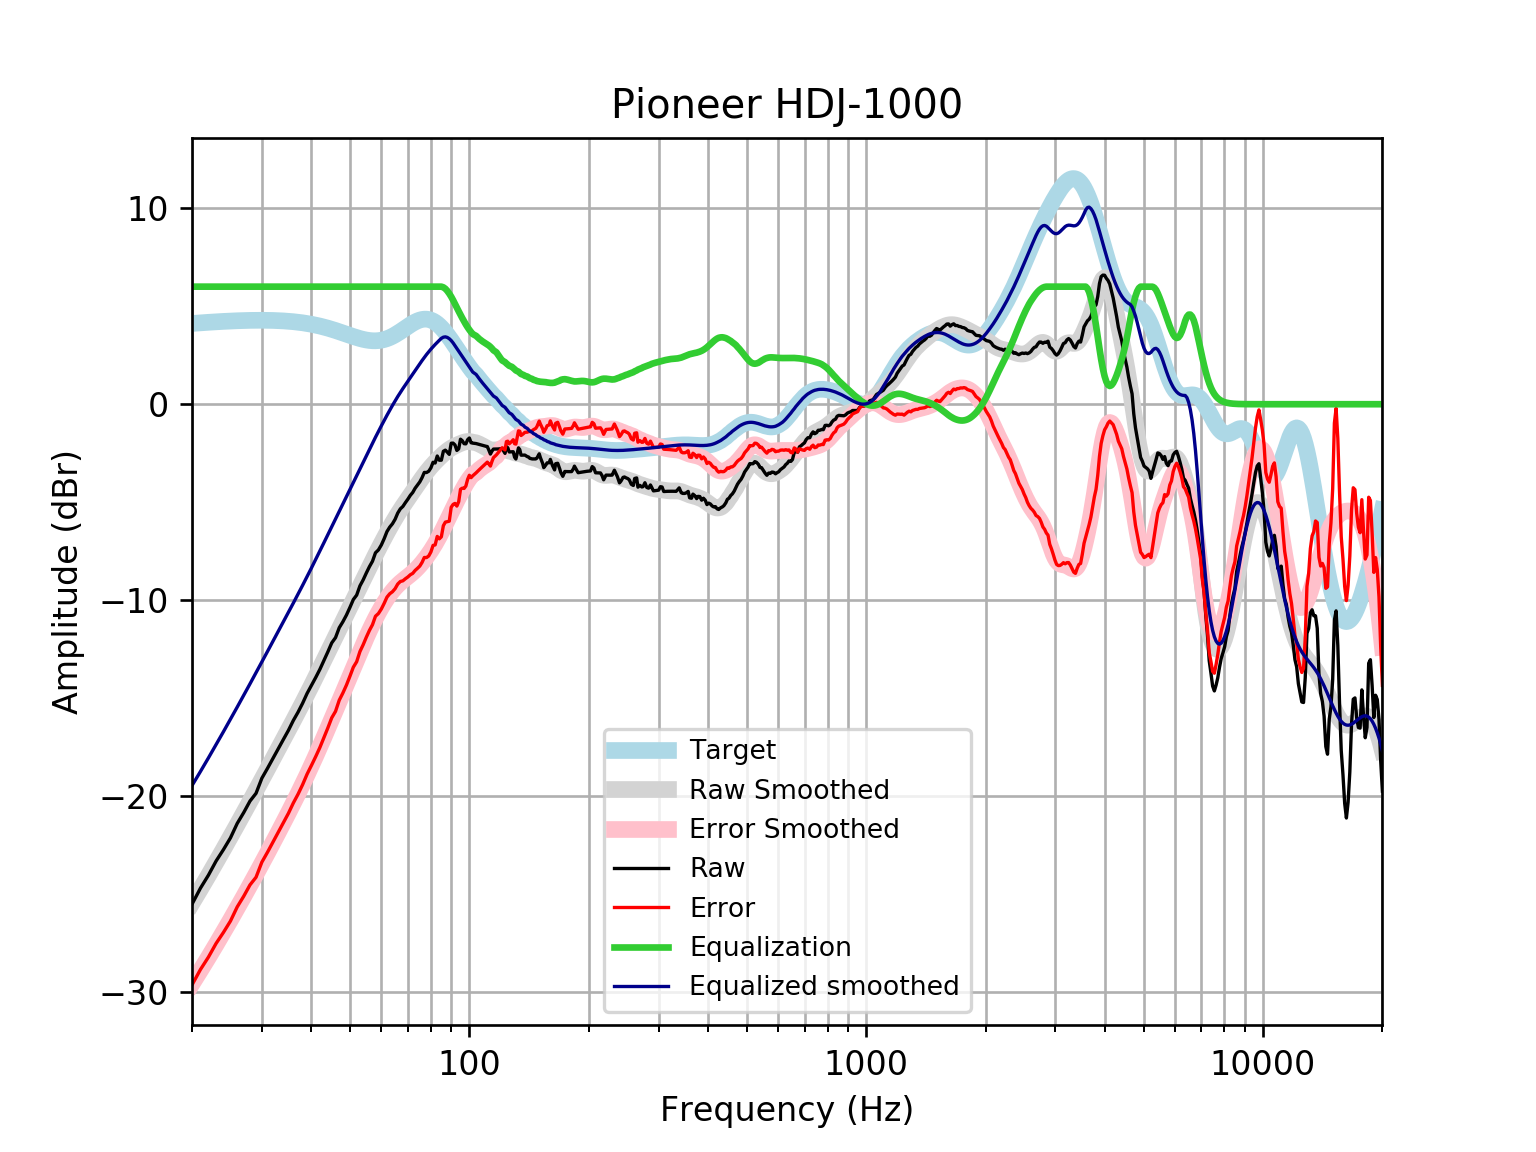 Pioneer HDJ-1000
Amplitude (dBr)
10
0
−10
−20
−30
Target
Raw Smoothed
Error Smoothed
Raw
Error
Equalization
Equalized smoothed
100
1000
10000
Frequency (Hz)